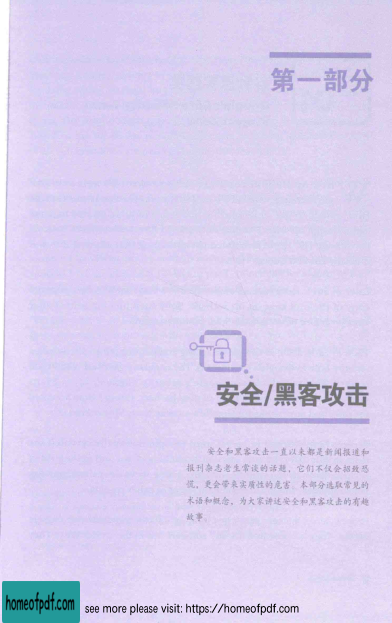 第一部分
安全/黑客攻击
安全和黑客攻击一直以来都是新闻报道和
报刊杂志老生常谈的话题，它们不仅会招致恐
慌，更会带来实质性的危害。本部分选取常见的
术语和概念，为大家讲述安全和黑客攻击的有趣
故事。
homeofpdf.com
see more please visit: https://homeofpdf.com